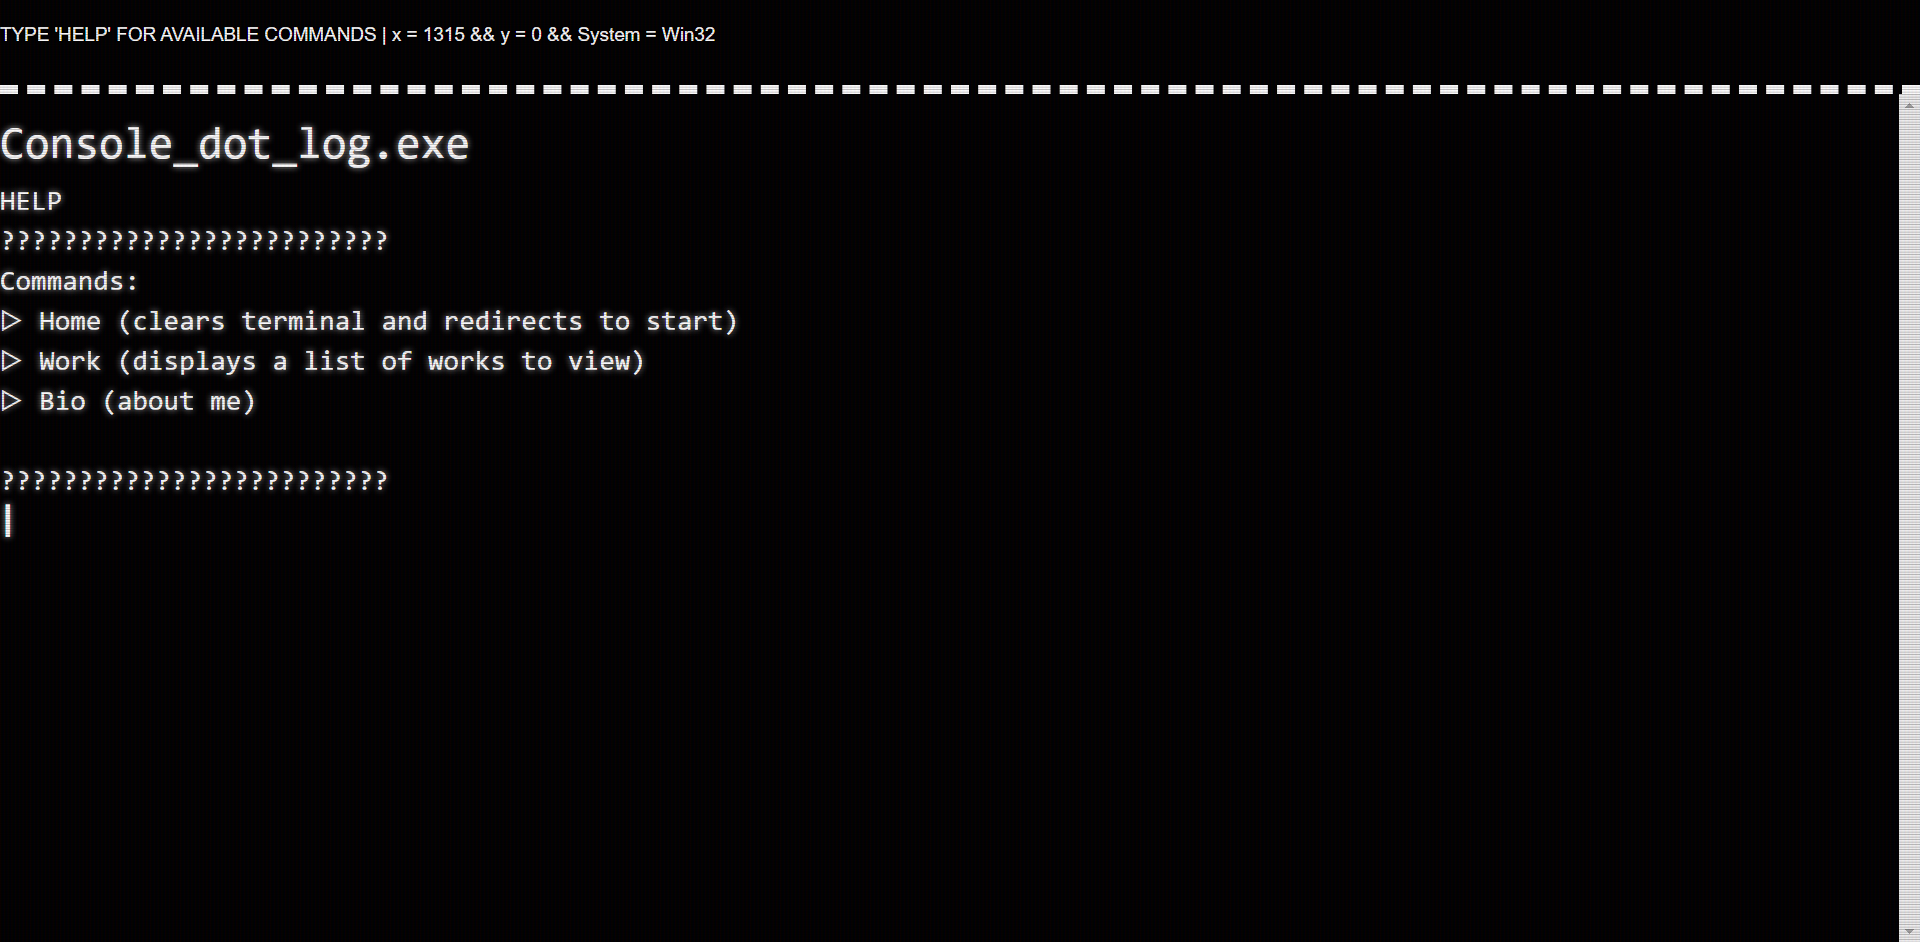 TYPE 'HELP' FOR AVAILABLE COMMANDS | x = 1315 && y = 0 && System = Win32
Console_dot_log.exe
HELP
?????????????????????????
Commands:
▷ Home (clears terminal and redirects to start)
▷ Work (displays a list of works to view)
▷ Bio (about me)
?????????????????????????